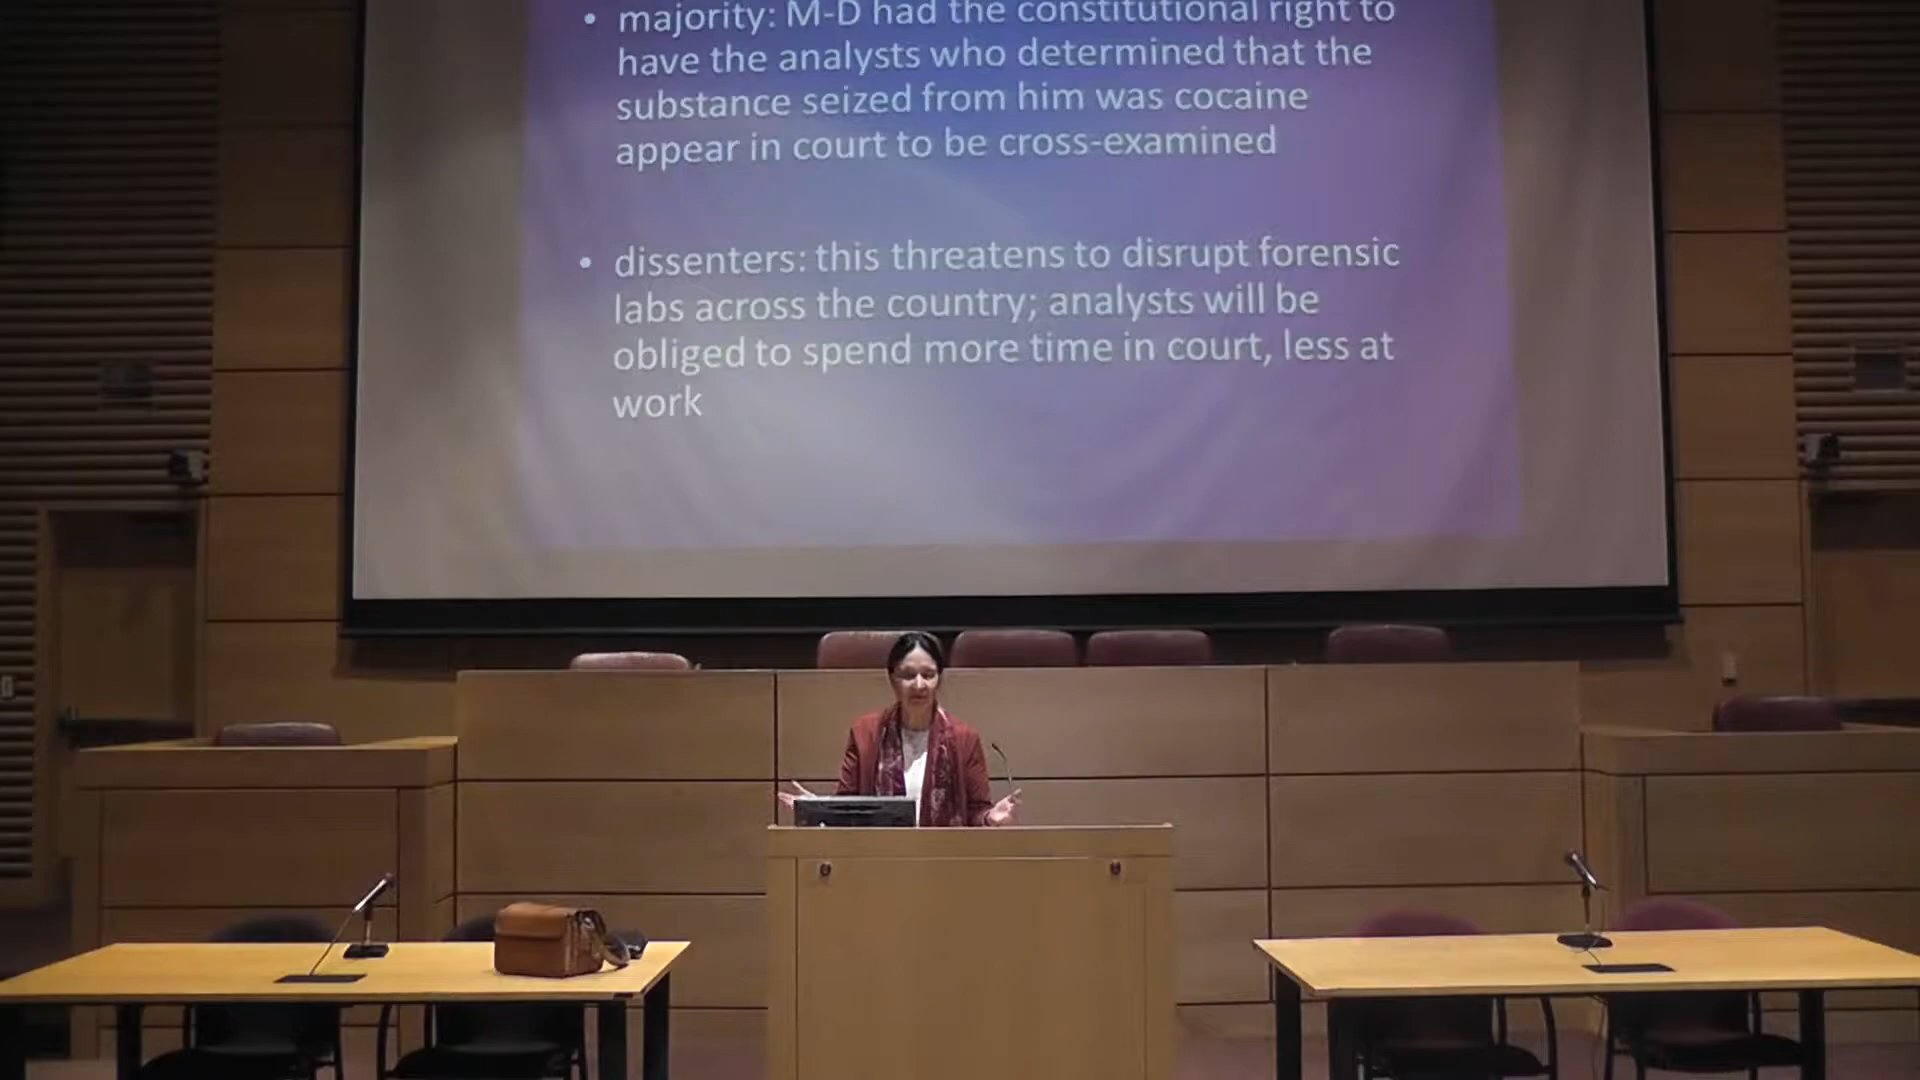 • majority: M-D had the constitutional right to
have the analysts who determined that the
substance seized from him was cocaine
appear in court to be cross-examined
• dissenters: this threatens to disrupt forensic
labs across the country; analysts will be
obliged to spend more time in court, less at
work